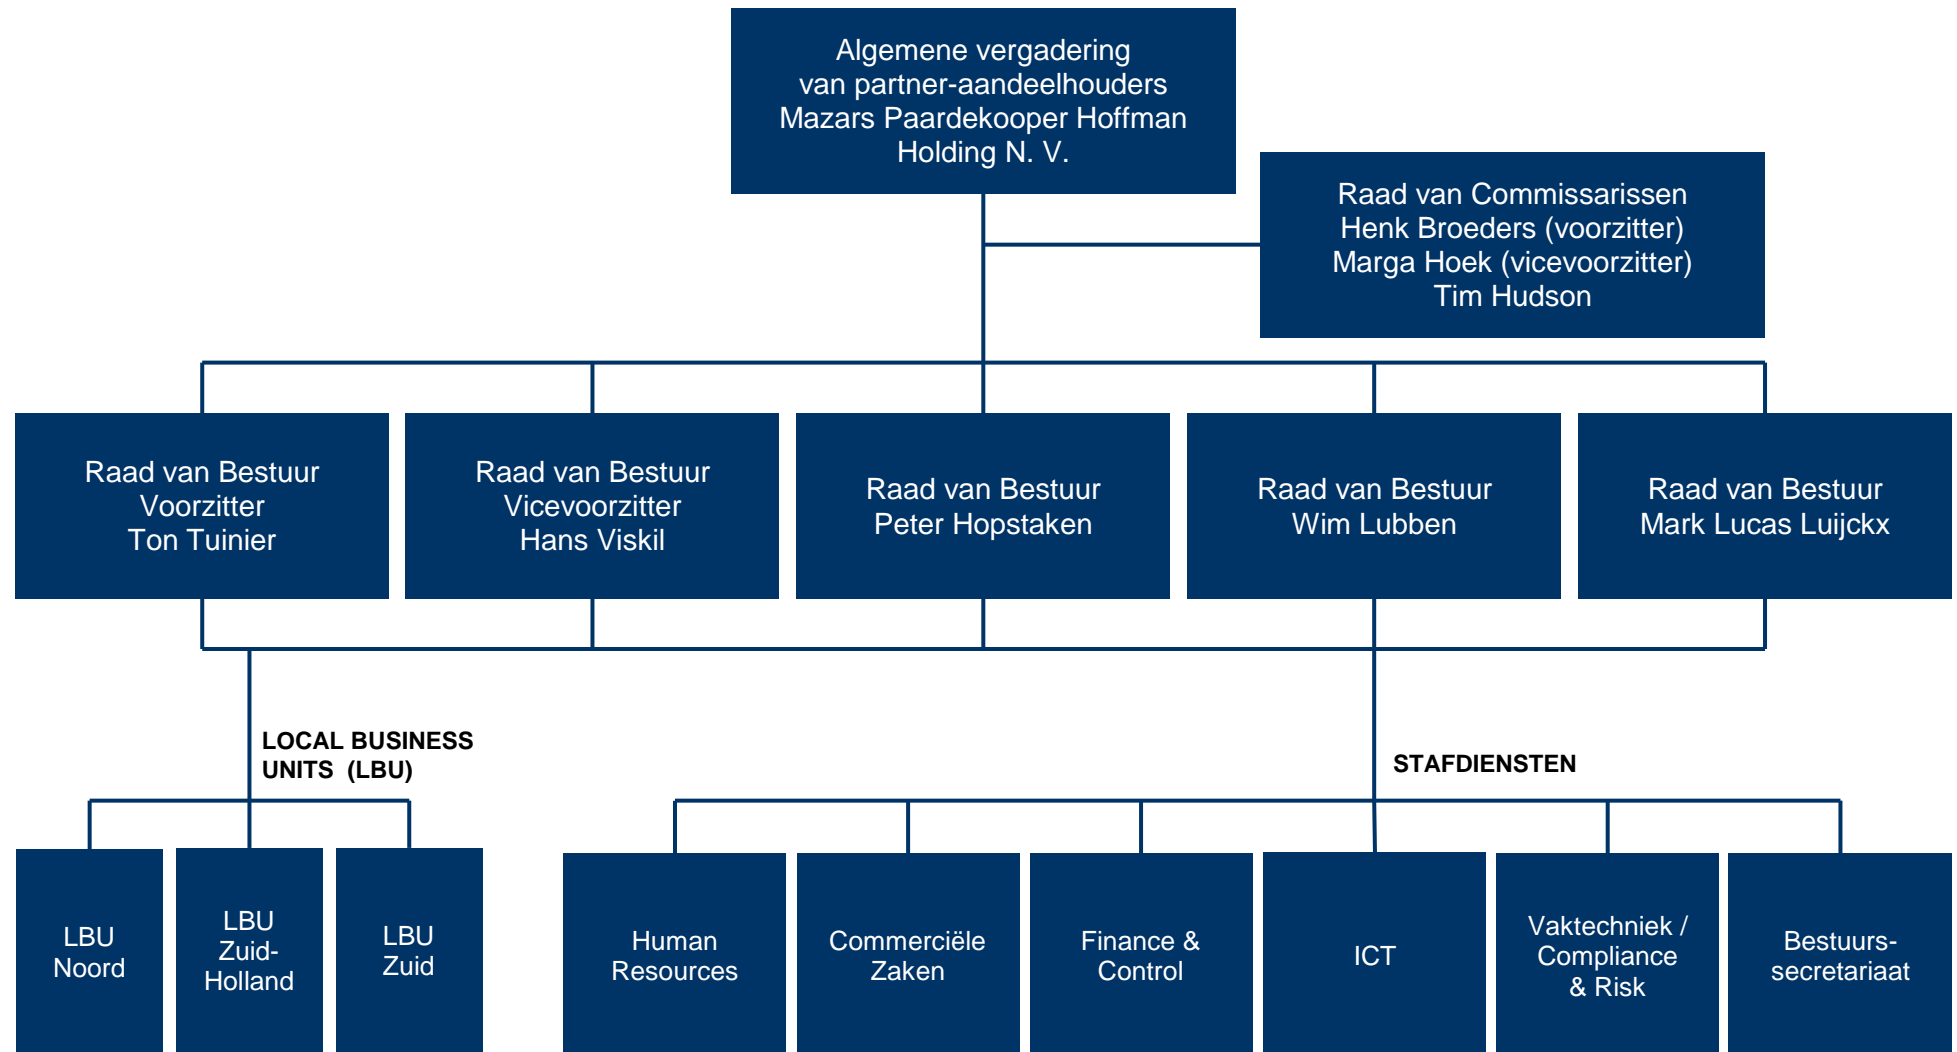 Algemene vergadering
van partner-aandeelhouders
Mazars Paardekooper Hoffman
Holding N. V.
Raad van Commissarissen
Henk Broeders (voorzitter)
Marga Hoek (vicevoorzitter)
Tim Hudson
Raad van Bestuur
Voorzitter
Ton Tuinier
Raad van Bestuur
Vicevoorzitter
Hans Viskil
Raad van Bestuur
Peter Hopstaken
Raad van Bestuur
Wim Lubben
Raad van Bestuur
Mark Lucas Luijckx
LOCAL BUSINESS
UNITS (LBU)
STAFDIENSTEN
LBU
Noord
LBU
Zuid-
Holland
LBU
Zuid
Human
Resources
Commerciële
Zaken
Finance &
Control
ICT
Vaktechniek /
Compliance
& Risk
Bestuurs-
secretariaat